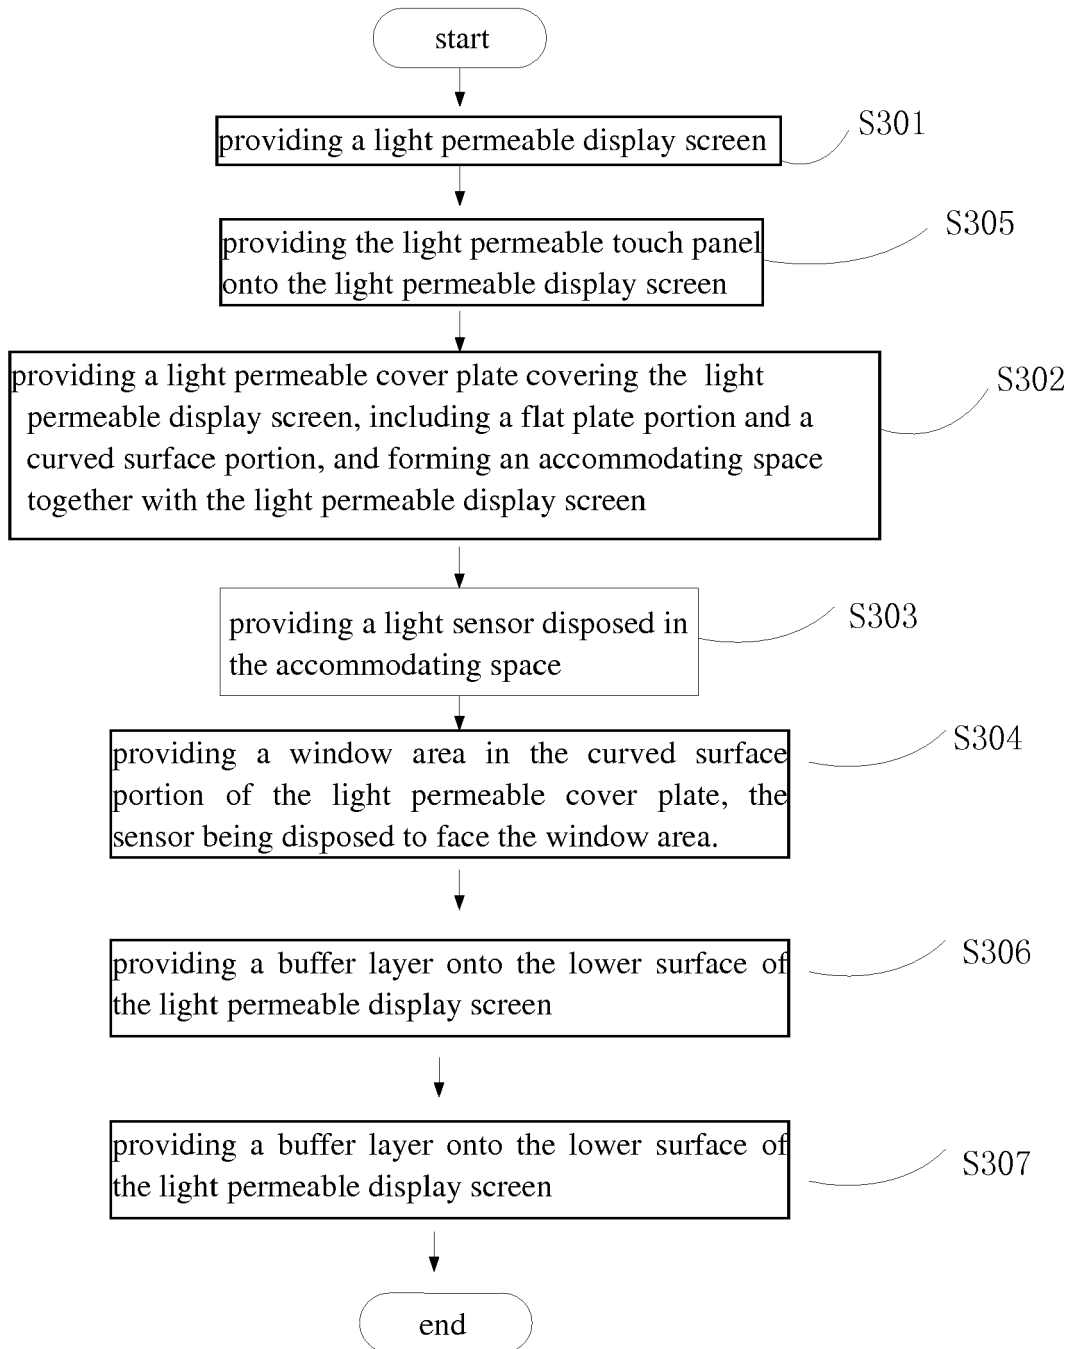 start
providing a light permeable display screen
S301
providing the light permeable touch panel
onto the light permeable display screen
S305
providing a light permeable cover plate covering the light
permeable display screen, including a flat plate portion and a
curved surface portion, and forming an accommodating space
together with the light permeable display screen
S302
providing a light sensor disposed in
the accommodating space
S303
providing a window area in the curved surface
portion of the light permeable cover plate, the
sensor being disposed to face the window area.
S304
providing a buffer layer onto the lower surface of
the light permeable display screen
S306
providing a buffer layer onto the lower surface of
the light permeable display screen
S307
end